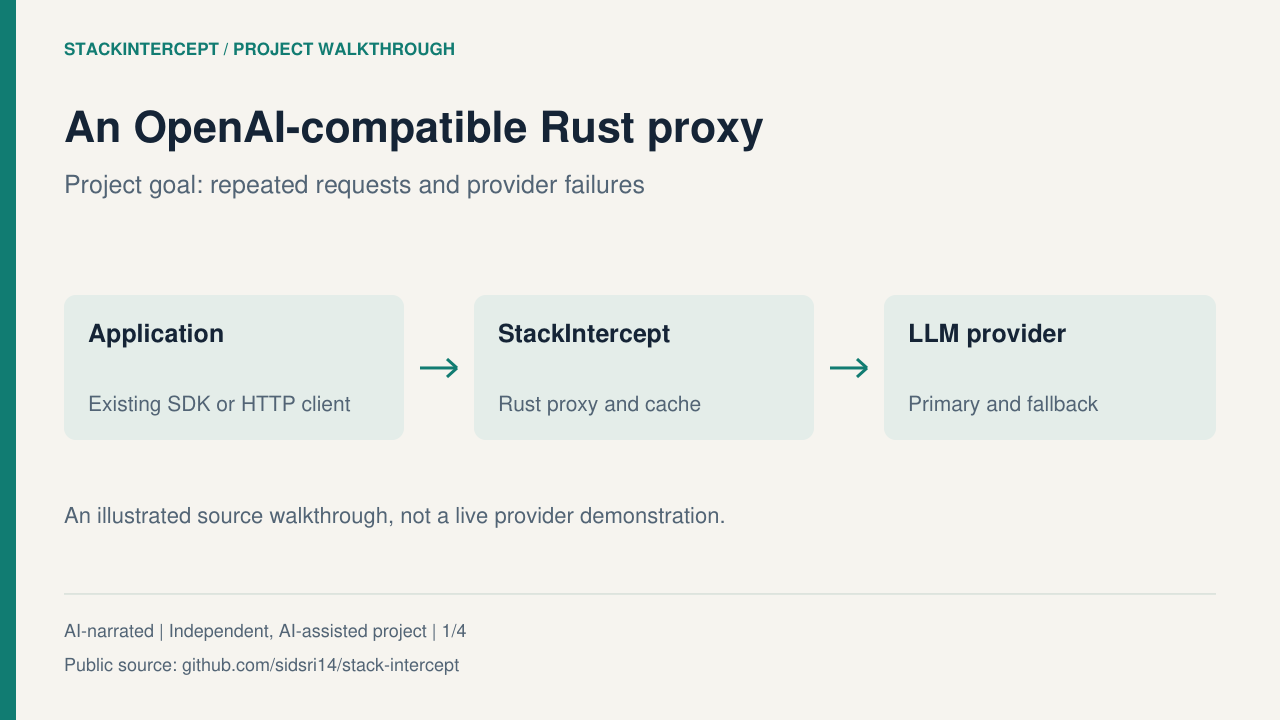 STACKINTERCEPT / PROJECT WALKTHROUGH
An OpenAI-compatible Rust proxy
Project goal: repeated requests and provider failures
Application
Existing SDK or HTTP client
StackIntercept
Rust proxy and cache
LLM provider
Primary and fallback
An illustrated source walkthrough, not a live provider demonstration.
AI-narrated | Independent, AI-assisted project | 1/4
Public source: github.com/sidsri14/stack-intercept